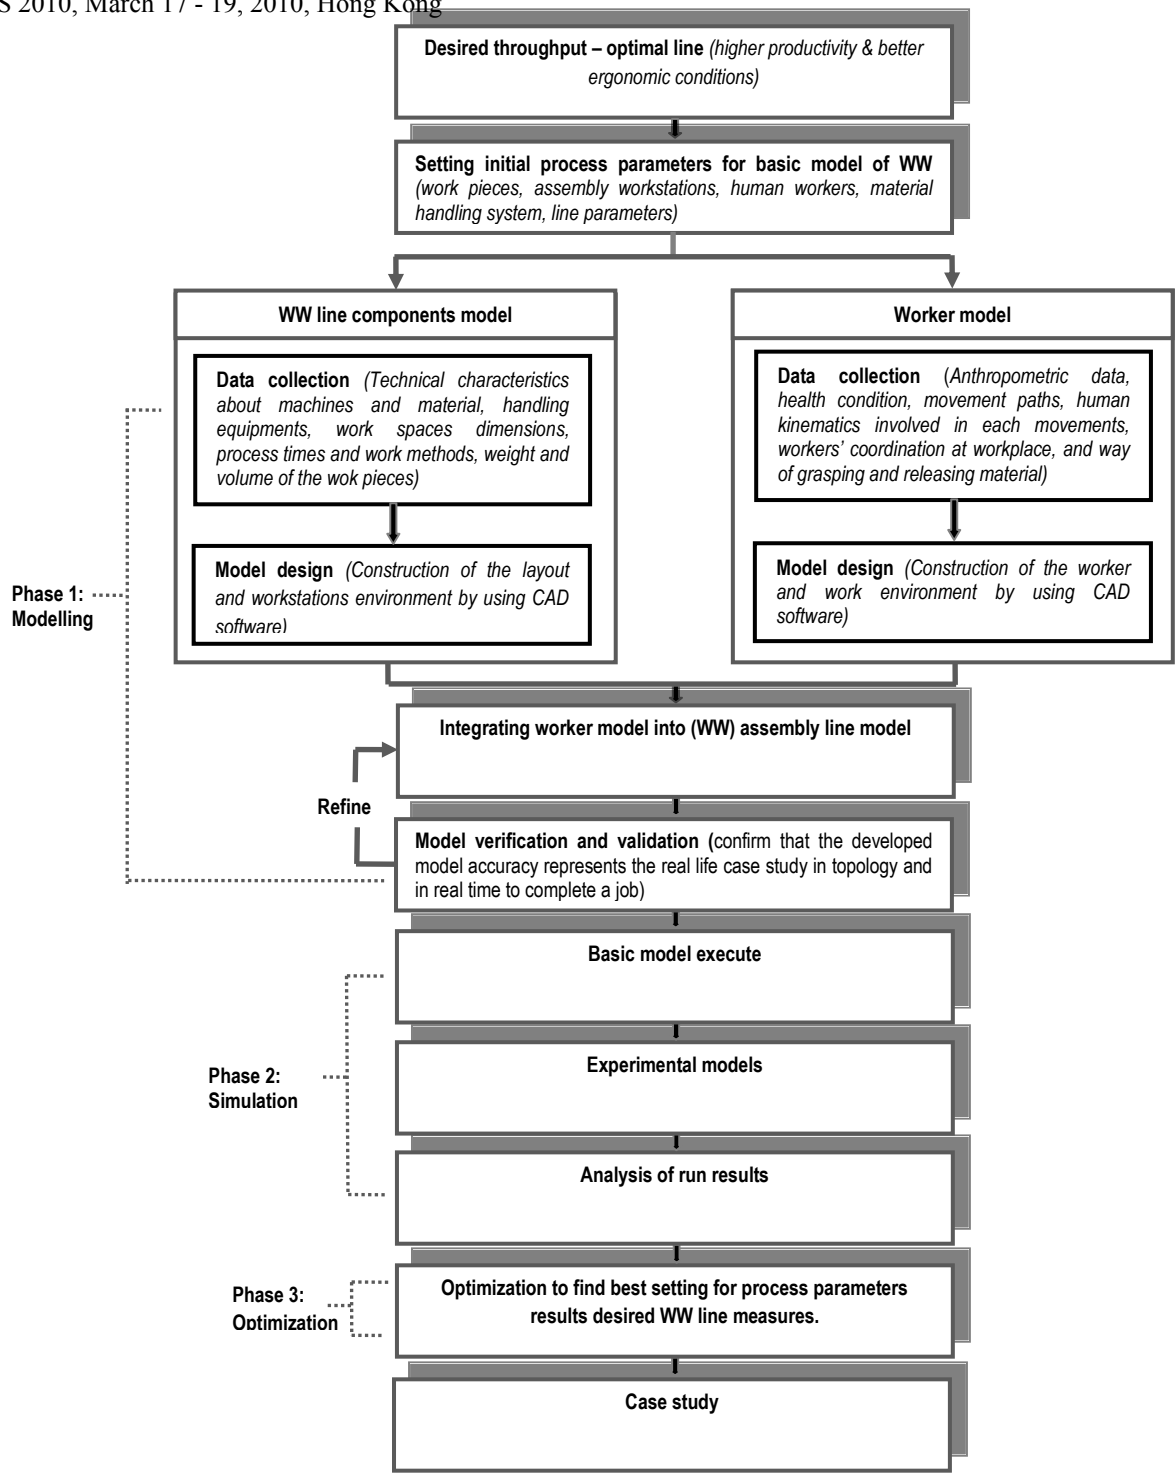 S 2010, March 17 - 19, 2010, Hong Kong
Desired throughput – optimal line (higher productivity & better
ergonomic conditions)
Setting initial process parameters for basic model of WW
(work pieces, assembly workstations, human workers, material
handling system, line parameters)
WW line components model
Data collection (Technical characteristics
about machines and material, handling
equipments, work spaces dimensions,
process times and work methods, weight and
volume of the wok pieces)
Model design (Construction of the layout
and workstations environment by using CAD
software)
Worker model
Data collection (Anthropometric data,
health condition, movement paths, human
kinematics involved in each movements,
workers' coordination at workplace, and way
of grasping and releasing material)
Model design (Construction of the worker
and work environment by using CAD
software)
Phase 1:
Modelling
Integrating worker model into (WW) assembly line model
Refine
Model verification and validation (confirm that the developed
model accuracy represents the real life case study in topology and
in real time to complete a job)
Basic model execute
Phase 2:
Simulation
Experimental models
Analysis of run results
Phase 3:
Optimization
Optimization to find best setting for process parameters
results desired WW line measures.
Case study